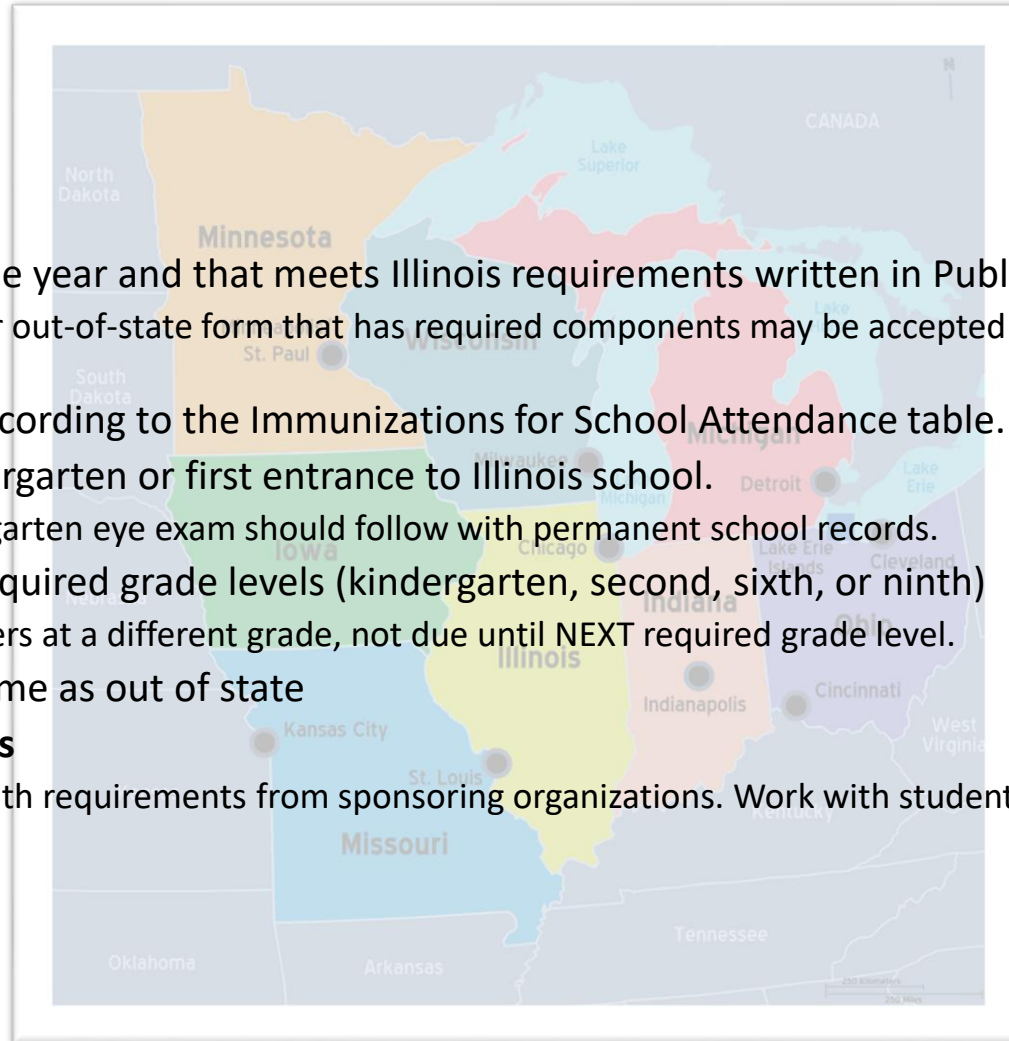 N
CANADA
Lake Superior
North Dakota
Minnesota
e year and that meets Illinois requirements written in Publ
r out-of-state form that has required components may be accepted
Wisconsin
St. Paul
South Dakota
cording to the Immunizations for School Attendance table.
Michigan
Milwaukee
rgarten or first entrance to Illinois school.
Detroit
Lake Erie
Michigan
garten eye exam should follow with permanent school records.
Iowa
Chicago
Lake Erie Islands
Cleveland
quired grade levels (kindergarten, second, sixth, or ninth)
Indiana
Ohio
ers at a different grade, not due until NEXT required grade level.
Illinois
me as out of state
Indianapolis
Cincinnati
Kansas City
West Virginia
s
St. Louis
th requirements from sponsoring organizations. Work with student
Kentucky
Missouri
Tennessee
Oklahoma
Arkansas
250 Kilometers
250 Miles